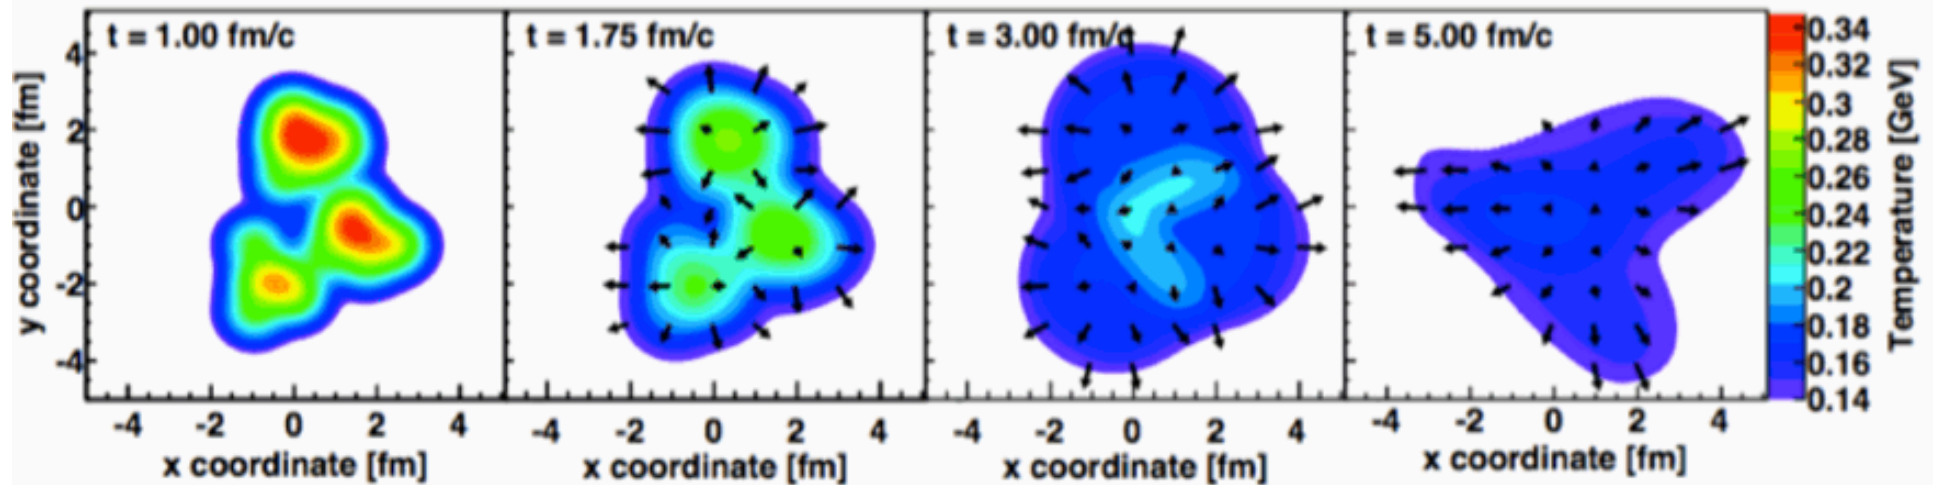 t = 1.00 fm/c
t = 1.75 fm/c
t = 3.00 fm/c
t = 5.00 fm/c
y coordinate [fm]
4
2
0
-2
-4
-4 -2 0 2 4
-4 -2 0 2 4
-4 -2 0 2 4
-4 -2 0 2 4
x coordinate [fm]
x coordinate [fm]
x coordinate [fm]
x coordinate [fm]
0.34
0.32
0.3
0.28
0.26
0.24
0.22
0.2
0.18
0.16
0.14
Temperature [GeV]